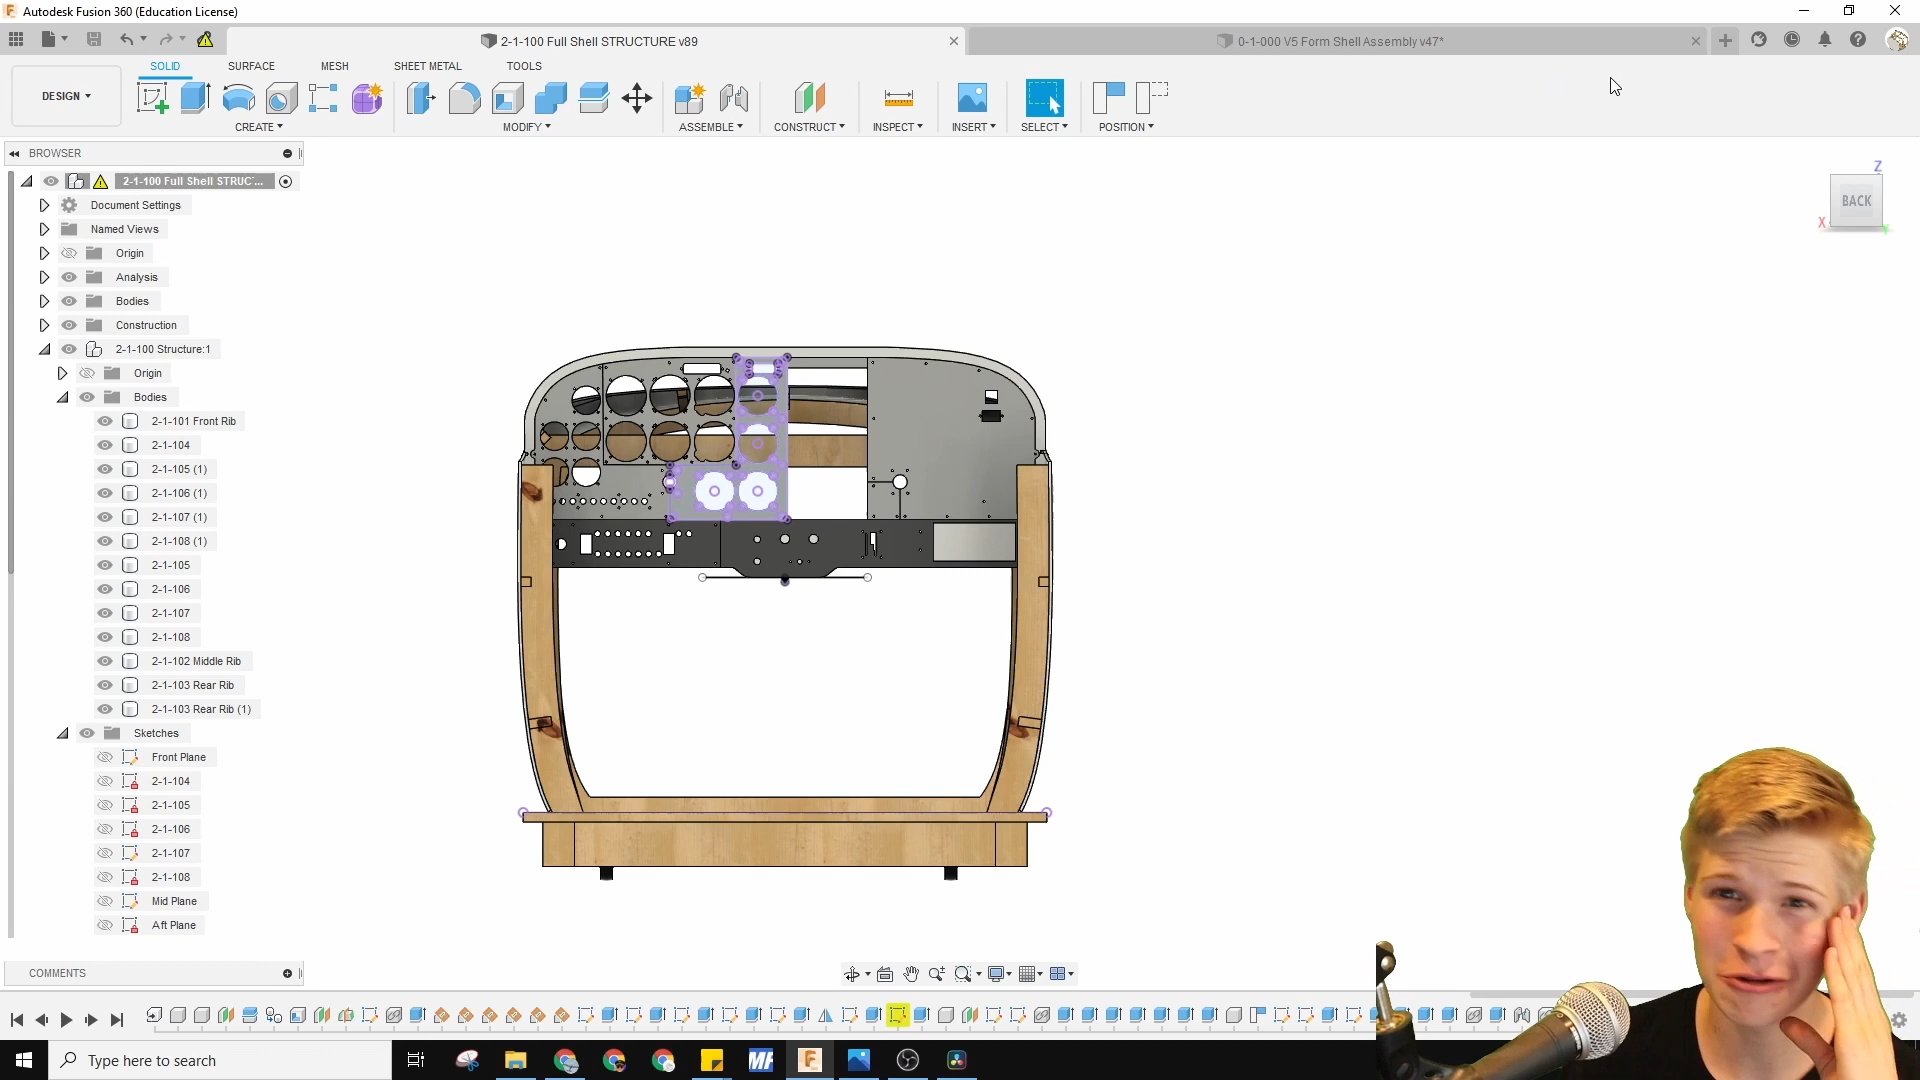 Autodesk Fusion 360 (Education License)
2-1-100 Full Shell STRUCTURE v89
0-1-000 V5 Form Shell Assembly v47*
SOLID
SURFACE
MESH
SHEET METAL
TOOLS
DESIGN
CREATE
MODIFY
ASSEMBLE
CONSTRUCT
INSPECT
INSERT
SELECT
POSITION
BROWSER
2-1-100 Full Shell STRUC'...
Document Settings
Named Views
Origin
Analysis
Bodies
Construction
2-1-100 Structure:1
Origin
Bodies
2-1-101 Front Rib
2-1-104
2-1-105 (1)
2-1-106 (1)
2-1-107 (1)
2-1-108 (1)
2-1-105
2-1-106
2-1-107
2-1-108
2-1-102 Middle Rib
2-1-103 Rear Rib
2-1-103 Rear Rib (1)
Sketches
Front Plane
2-1-104
2-1-105
2-1-106
2-1-107
2-1-108
Mid Plane
Aft Plane
Z
BACK
X
COMMENTS
Type here to search
MF
F